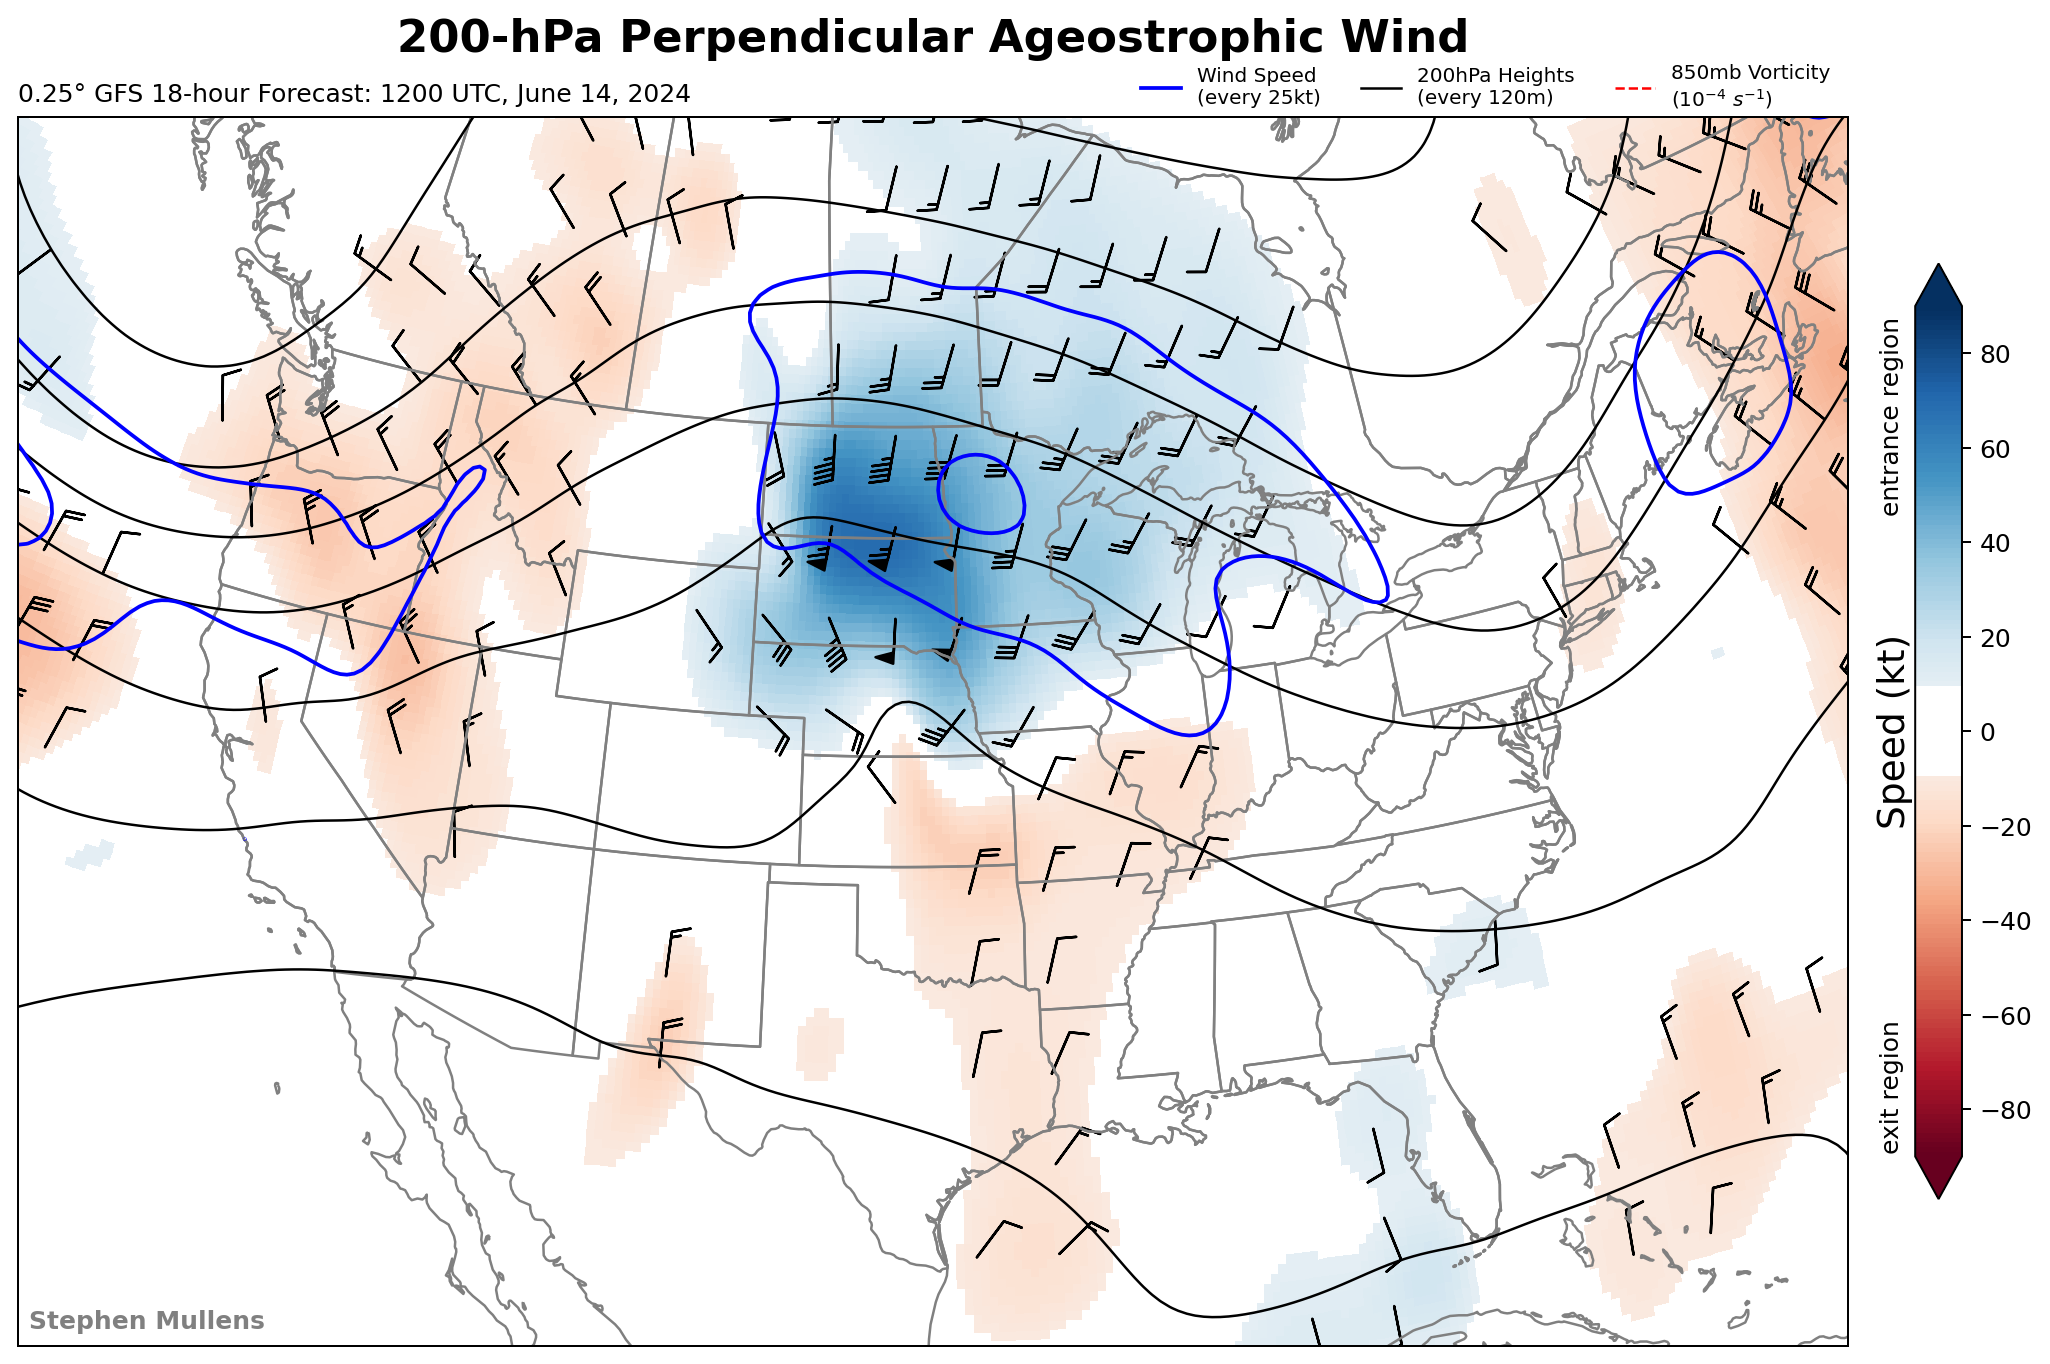 200-hPa Perpendicular Ageostrophic Wind
0.25° GFS 18-hour Forecast: 1200 UTC, June 14, 2024
Wind Speed
(every 25kt)
200hPa Heights
(every 120m)
850mb Vorticity
(10⁻⁴ s⁻¹)
entrance region
Speed (kt)
exit region
80
60
40
20
0
−20
−40
−60
−80
Stephen Mullens